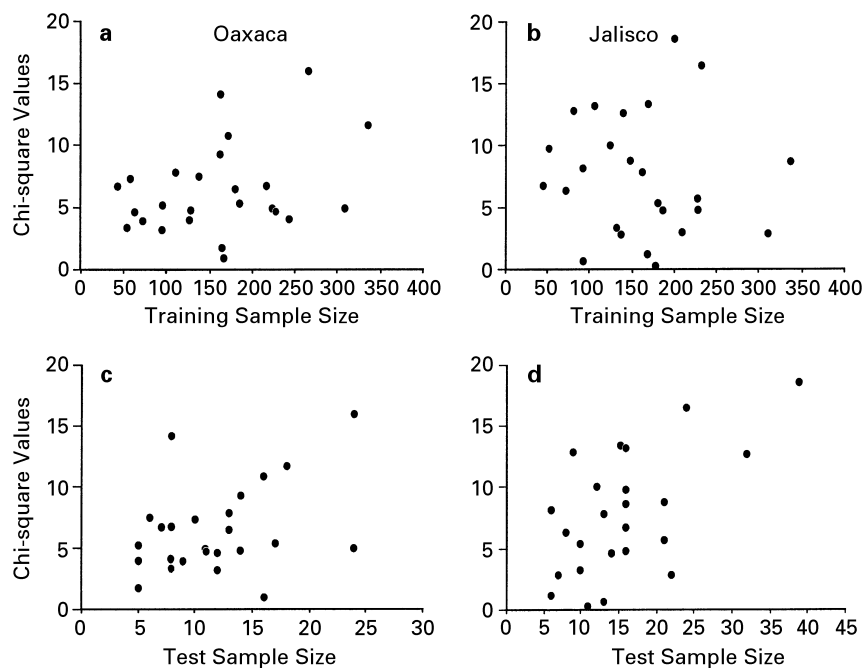 a Oaxaca
20
15
10
5
0
Chi-square Values
0 50 100 150 200 250 300 350 400
Training Sample Size
b Jalisco
20
15
10
5
0
0 50 100 150 200 250 300 350 400
Training Sample Size
c
20
15
10
5
0
Chi-square Values
0 5 10 15 20 25 30
Test Sample Size
d
20
15
10
5
0
0 5 10 15 20 25 30 35 40 45
Test Sample Size